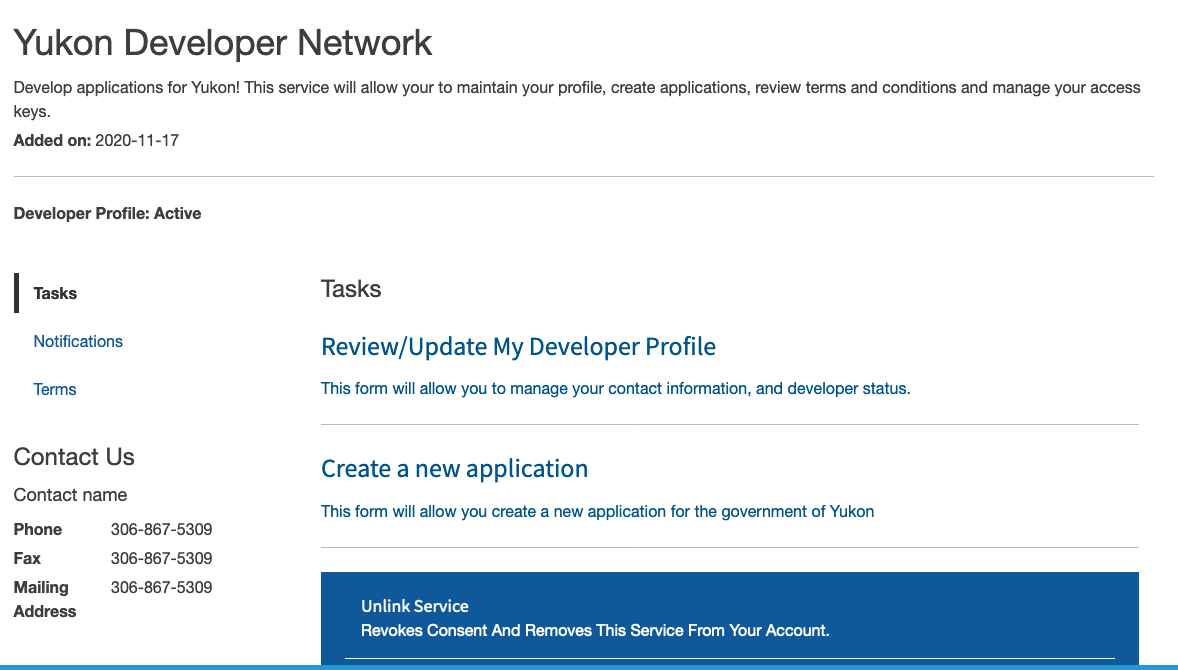 Yukon Developer Network
Develop applications for Yukon! This service will allow your to maintain your profile, create applications, review terms and conditions and manage your access
keys.
Added on: 2020-11-17
Developer Profile: Active
Tasks
Notifications
Terms
Contact Us
Contact name
Phone 306-867-5309
Fax 306-867-5309
Mailing 306-867-5309
Address
Tasks
Review/Update My Developer Profile
This form will allow you to manage your contact information, and developer status.
Create a new application
This form will allow you create a new application for the government of Yukon
Unlink Service
Revokes Consent And Removes This Service From Your Account.